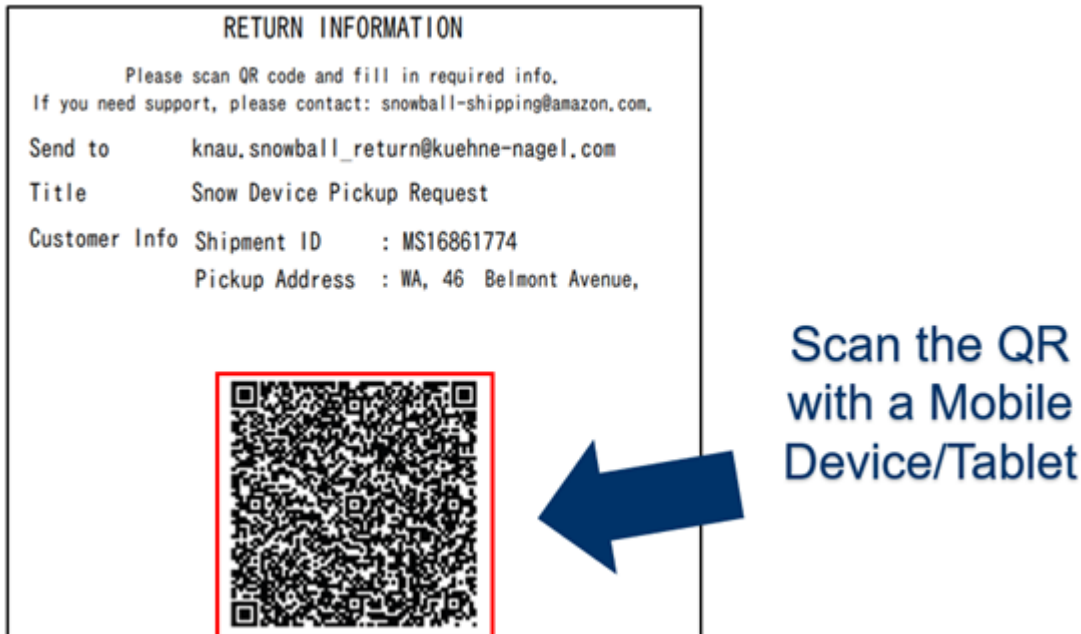 RETURN INFORMATION
Please scan QR code and fill in required info.
If you need support, please contact: snowball-shipping@amazon.com.
Send to knau.snowball_return@kuehne-nagel.com
Title Snow Device Pickup Request
Customer Info Shipment ID : MS16861774
Pickup Address : WA, 46 Belmont Avenue,
Scan the QR
with a Mobile
Device/Tablet